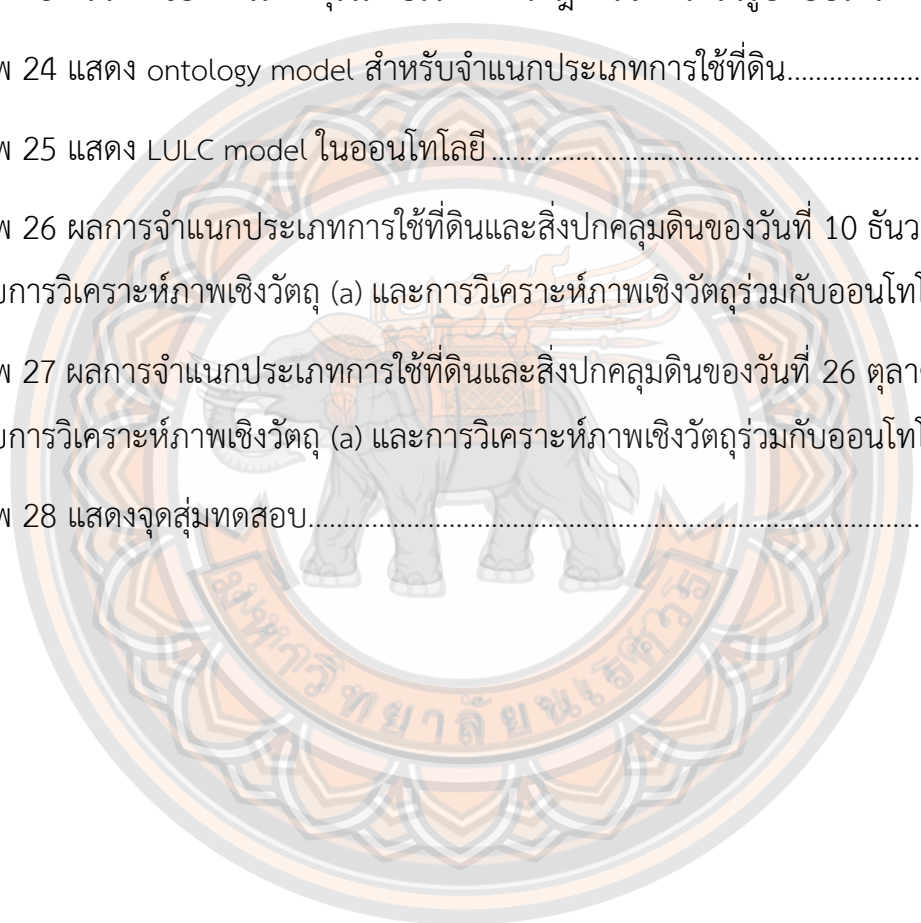 พ 24 แสดง ontology model สำหรับจำแนกประเภทการใช้ที่ดิน
พ 25 แสดง LULC model ในออนโทโลยี
พ 26 ผลการจำแนกประเภทการใช้ที่ดินและสิ่งปกคลุมดินของวันที่ 10 ธันว
การวิเคราะห์ภาพเชิงวัตถุ (a) และการวิเคราะห์ภาพเชิงวัตถุร่วมกับออนโท
พ 27 ผลการจำแนกประเภทการใช้ที่ดินและสิ่งปกคลุมดินของวันที่ 26 ตุลา
การวิเคราะห์ภาพเชิงวัตถุ (a) และการวิเคราะห์ภาพเชิงวัตถุร่วมกับออนโท
พ 28 แสดงจุดสุ่มทดสอบ
มหาวิทยาลัยนเรศวร